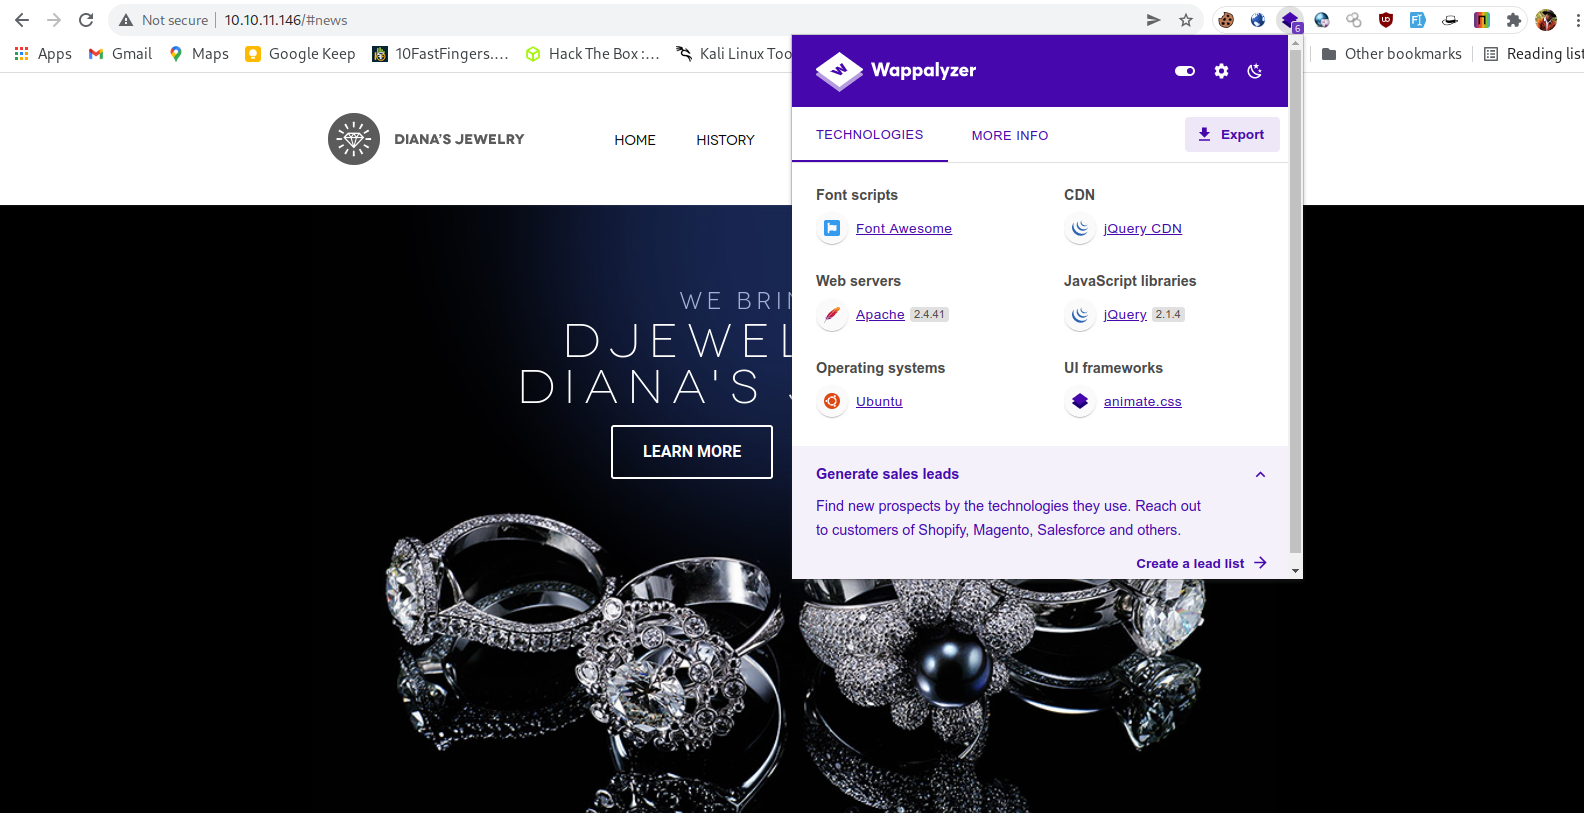 Not secure | 10.10.11.146/#news
6
Apps Gmail Maps Google Keep 10FastFingers.... Hack The Box :... Kali Linux Too Other bookmarks Reading list
Wappalyzer
DIANA'S JEWELRY HOME HISTORY
TECHNOLOGIES MORE INFO Export
Font scripts CDN
Font Awesome jQuery CDN
Web servers JavaScript libraries
Apache 2.4.41 jQuery 2.1.4
Operating systems UI frameworks
Ubuntu animate.css
WE BRIN
DJEWEL
DIANA'S
LEARN MORE
Generate sales leads
Find new prospects by the technologies they use. Reach out
to customers of Shopify, Magento, Salesforce and others.
Create a lead list